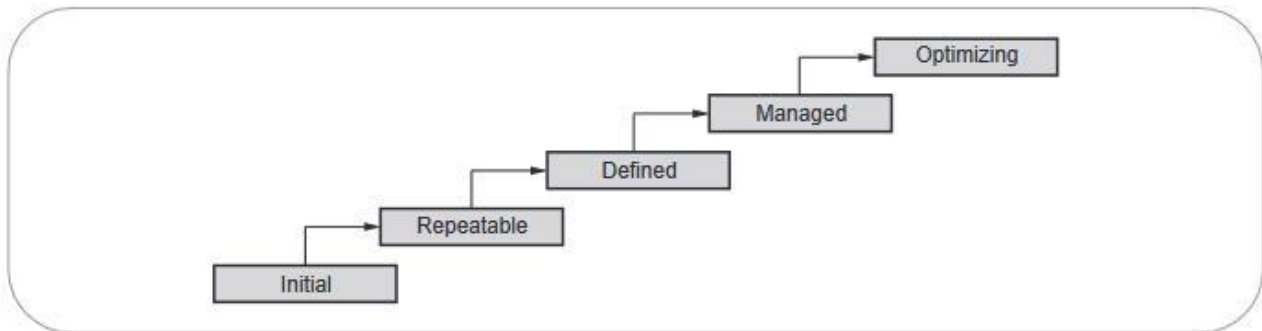 Optimizing
Managed
Defined
Repeatable
Initial